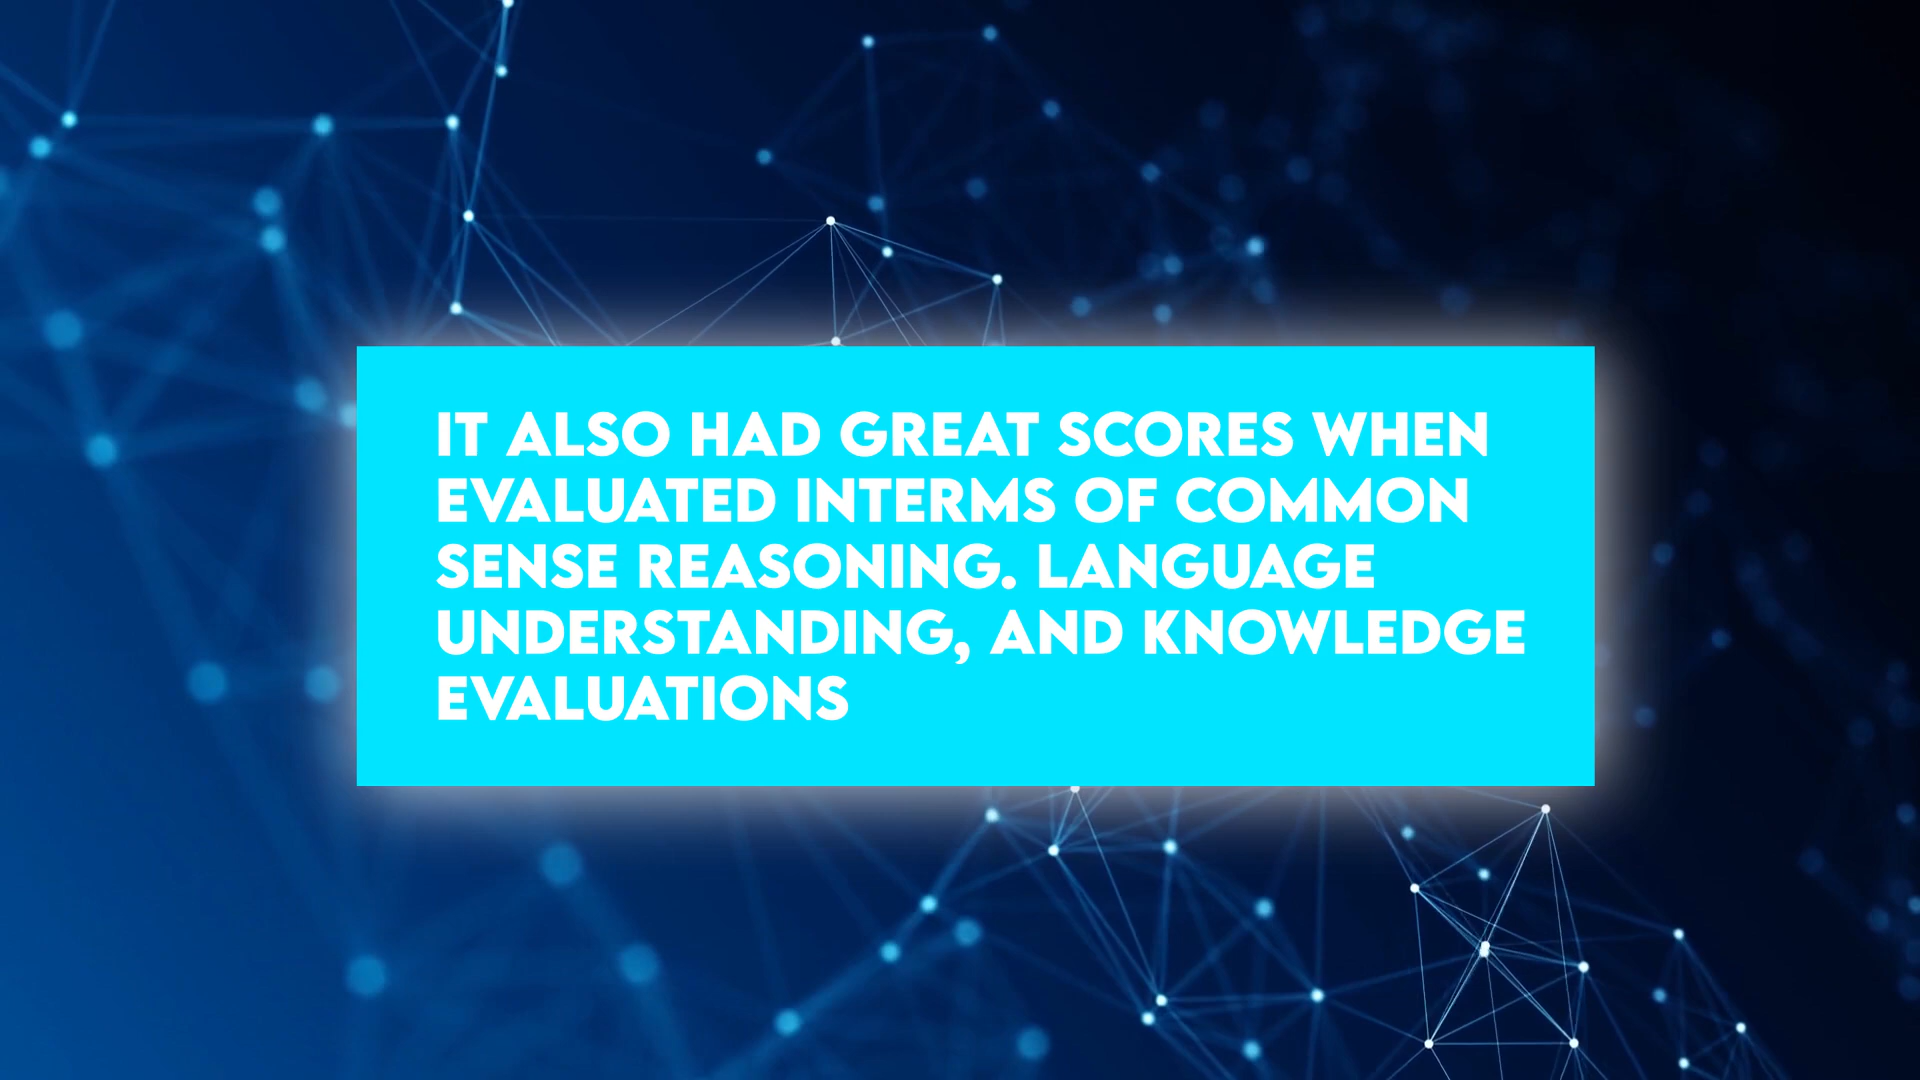 IT ALSO HAD GREAT SCORES WHEN
EVALUATED INTERMS OF COMMON
SENSE REASONING. LANGUAGE
UNDERSTANDING, AND KNOWLEDGE
EVALUATIONS